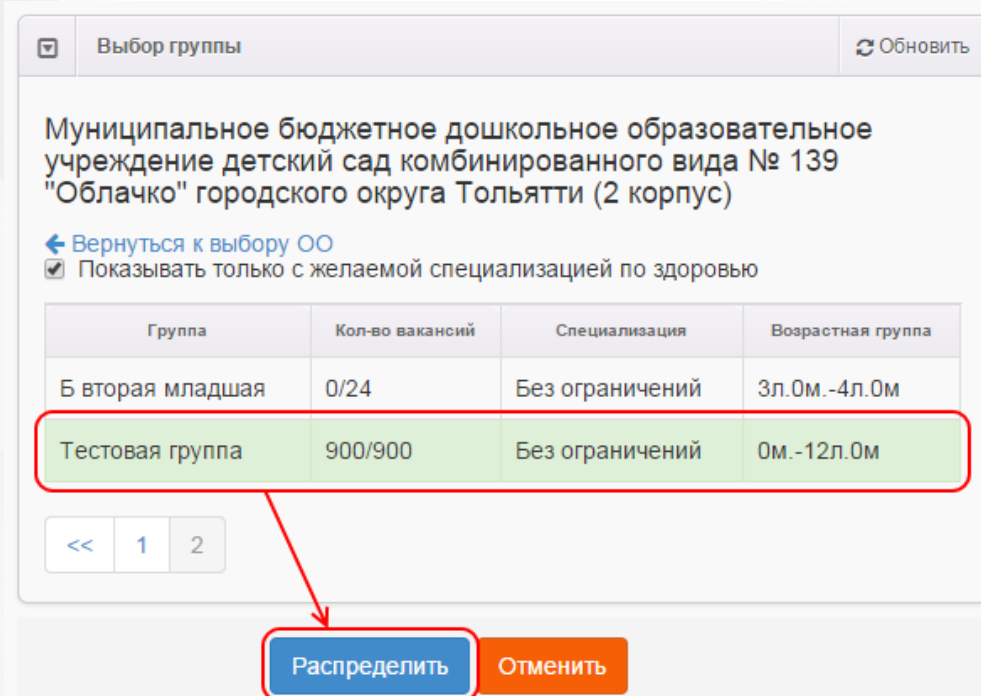 Выбор группы Обновить
Муниципальное бюджетное дошкольное образовательное
учреждение детский сад комбинированного вида № 139
"Облачко" городского округа Тольятти (2 корпус)
Вернуться к выбору ОО
Показывать только с желаемой специализацией по здоровью
Группа Кол-во вакансий Специализация Возрастная группа
Б вторая младшая 0/24 Без ограничений 3л.0м.-4л.0м
Тестовая группа 900/900 Без ограничений 0м.-12л.0м
<< 1 2
Распределить Отменить